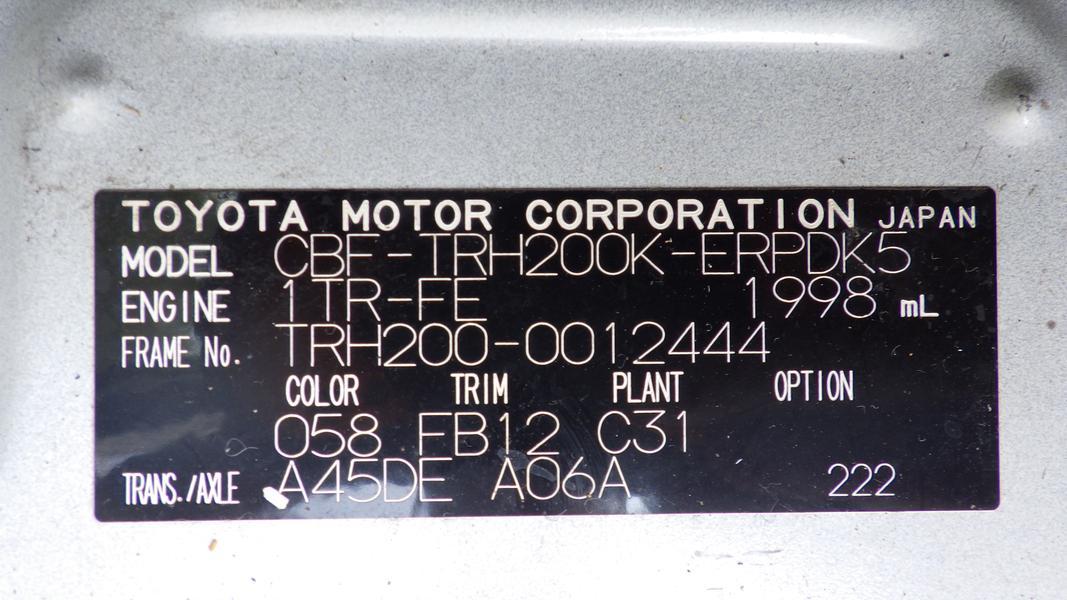 TOYOTA MOTOR CORPORATION JAPAN
MODEL CBF-TRH200K-ERPDK5
ENGINE 1TR-FE 1998 mL
FRAME No. TRH200-0012444
COLOR TRIM PLANT OPTION
058 FB12 C31
TRANS./AXLE A45DE A06A 222